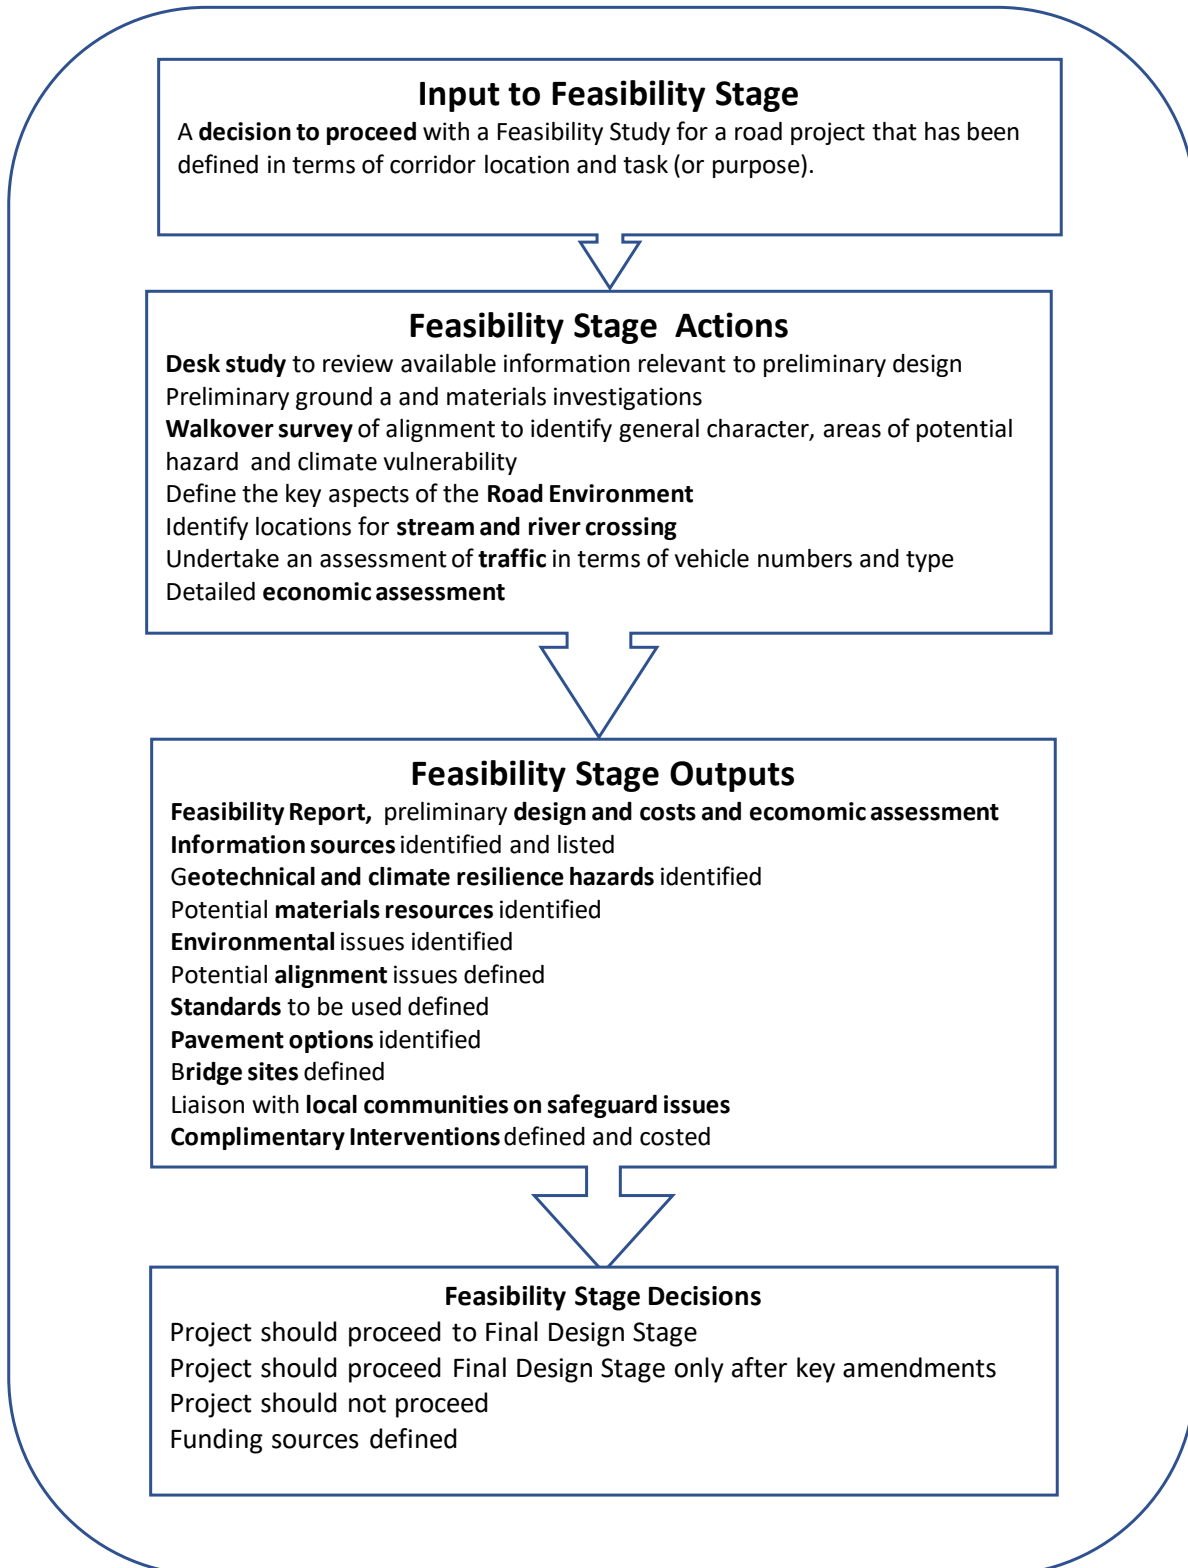 Input to Feasibility Stage
A decision to proceed with a Feasibility Study for a road project that has been
defined in terms of corridor location and task (or purpose).
Feasibility Stage Actions
Desk study to review available information relevant to preliminary design
Preliminary ground a and materials investigations
Walkover survey of alignment to identify general character, areas of potential
hazard and climate vulnerability
Define the key aspects of the Road Environment
Identify locations for stream and river crossing
Undertake an assessment of traffic in terms of vehicle numbers and type
Detailed economic assessment
Feasibility Stage Outputs
Feasibility Report, preliminary design and costs and ecomomic assessment
Information sources identified and listed
Geotechnical and climate resilience hazards identified
Potential materials resources identified
Environmental issues identified
Potential alignment issues defined
Standards to be used defined
Pavement options identified
Bridge sites defined
Liaison with local communities on safeguard issues
Complimentary Interventions defined and costed
Feasibility Stage Decisions
Project should proceed to Final Design Stage
Project should proceed Final Design Stage only after key amendments
Project should not proceed
Funding sources defined